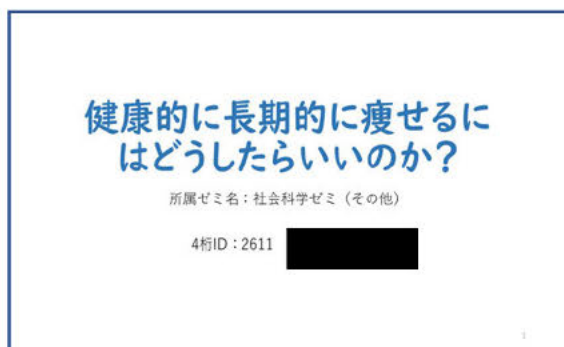 健康的に長期的に痩せるに
はどうしたらいいのか?
所属ゼミ名：社会科学ゼミ（その他）
4桁ID：2611
1